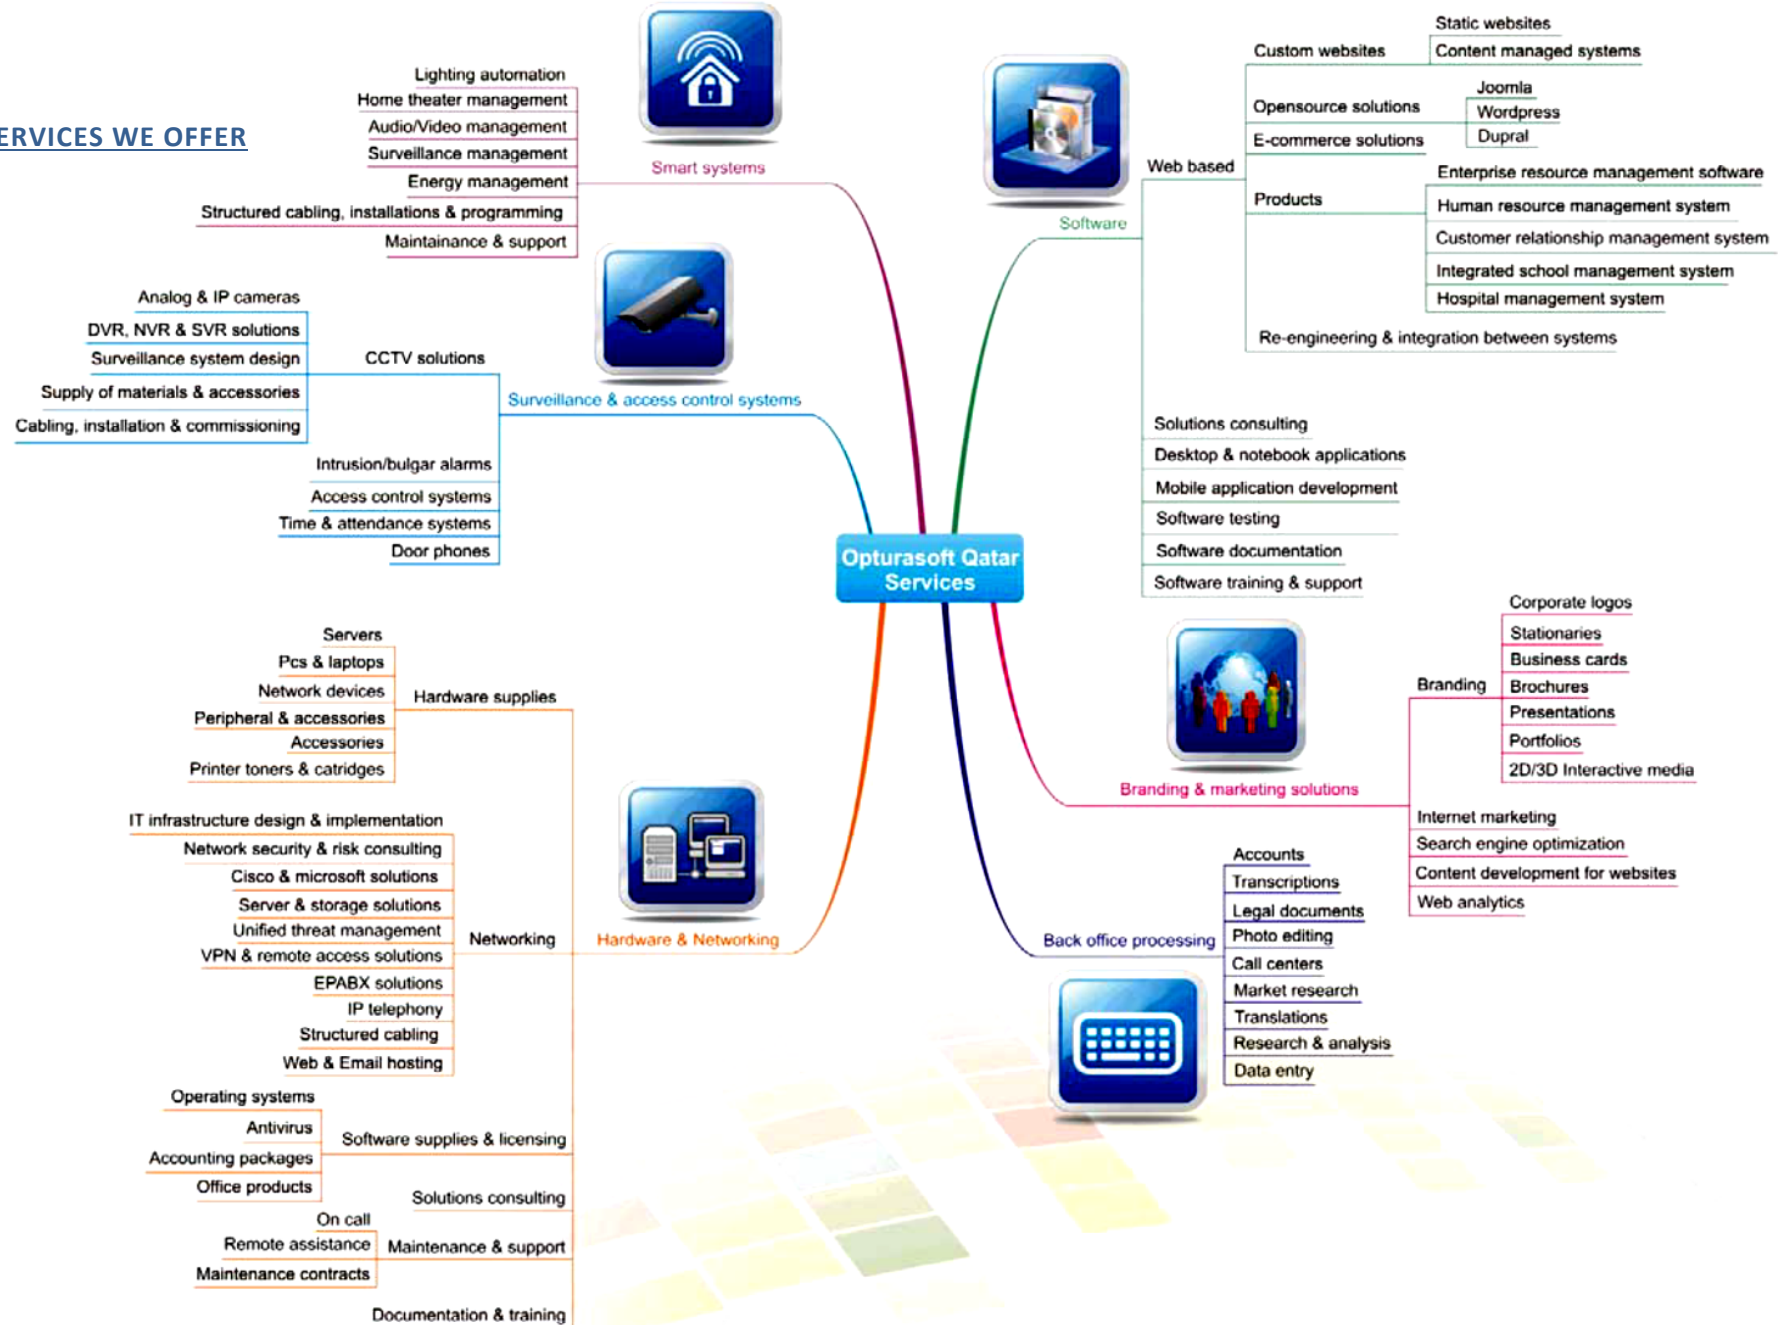 ERVICES WE OFFER
Opturasoft Qatar
Services
Smart systems
Lighting automation
Home theater management
Audio/Video management
Surveillance management
Energy management
Structured cabling, installations & programming
Maintainance & support
Surveillance & access control systems
CCTV solutions
Analog & IP cameras
DVR, NVR & SVR solutions
Surveillance system design
Supply of materials & accessories
Cabling, installation & commissioning
Intrusion/bulgar alarms
Access control systems
Time & attendance systems
Door phones
Hardware & Networking
Hardware supplies
Servers
Pcs & laptops
Network devices
Peripheral & accessories
Accessories
Printer toners & catridges
Networking
IT infrastructure design & implementation
Network security & risk consulting
Cisco & microsoft solutions
Server & storage solutions
Unified threat management
VPN & remote access solutions
EPABX solutions
IP telephony
Structured cabling
Web & Email hosting
Software supplies & licensing
Operating systems
Antivirus
Accounting packages
Office products
Solutions consulting
Maintenance & support
On call
Remote assistance
Maintenance contracts
Documentation & training
Software
Web based
Custom websites
Static websites
Content managed systems
Opensource solutions
Joomla
Wordpress
Dupral
E-commerce solutions
Products
Enterprise resource management software
Human resource management system
Customer relationship management system
Integrated school management system
Hospital management system
Re-engineering & integration between systems
Solutions consulting
Desktop & notebook applications
Mobile application development
Software testing
Software documentation
Software training & support
Branding & marketing solutions
Branding
Corporate logos
Stationaries
Business cards
Brochures
Presentations
Portfolios
2D/3D Interactive media
Internet marketing
Search engine optimization
Content development for websites
Web analytics
Back office processing
Accounts
Transcriptions
Legal documents
Photo editing
Call centers
Market research
Translations
Research & analysis
Data entry